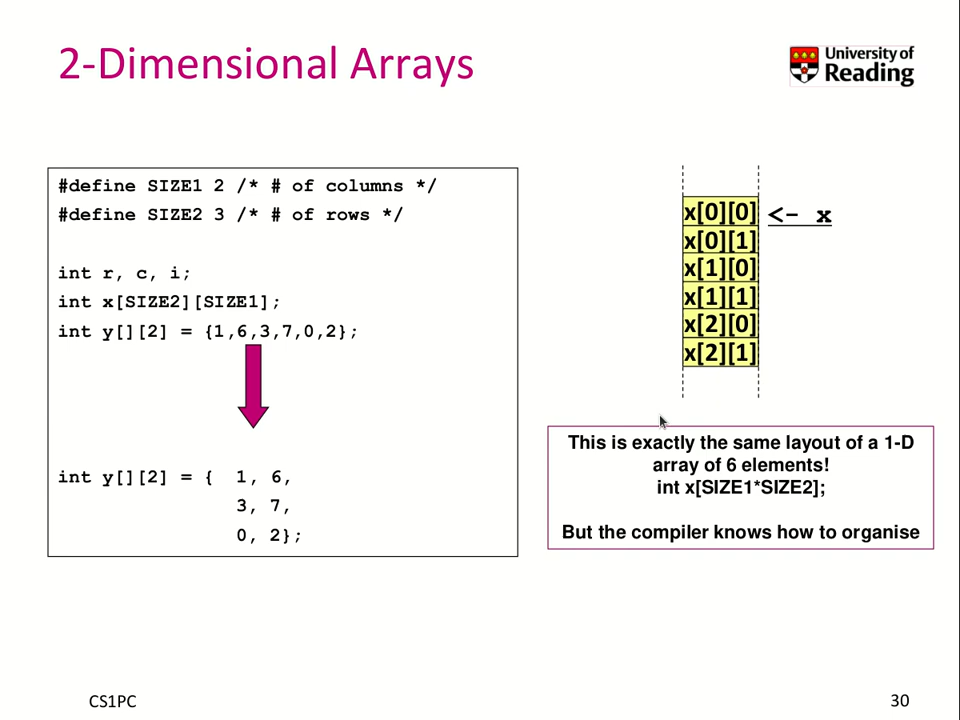 2-Dimensional Arrays
University of
Reading
#define SIZE1 2 /* # of columns */
#define SIZE2 3 /* # of rows */
int r, c, i;
int x[SIZE2][SIZE1];
int y[][2] = {1,6,3,7,0,2};
int y[][2] = { 1, 6,
3, 7,
0, 2};
x[0][0] <- x
x[0][1]
x[1][0]
x[1][1]
x[2][0]
x[2][1]
This is exactly the same layout of a 1-D
array of 6 elements!
int x[SIZE1*SIZE2];
But the compiler knows how to organise
CS1PC
30